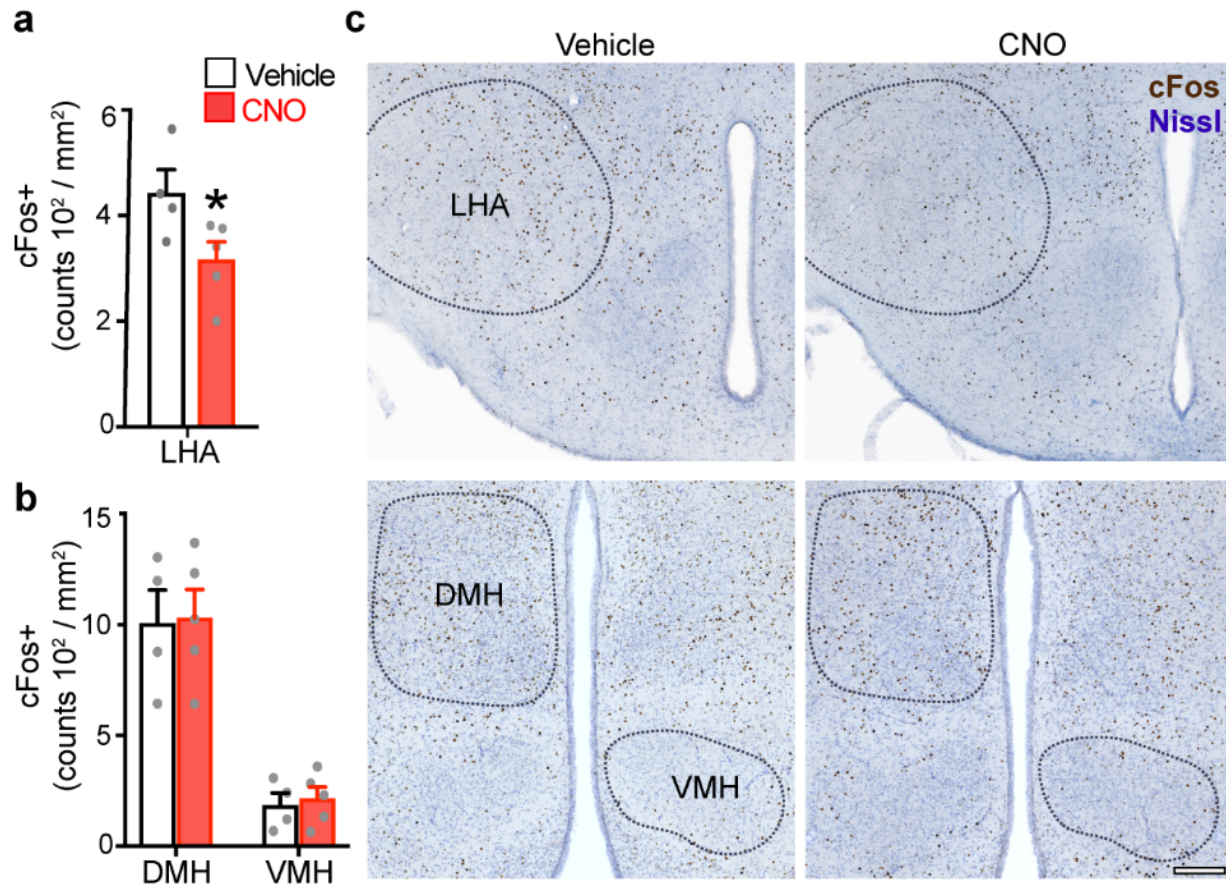 a
Vehicle
CNO
cFos+
(counts 10² / mm²)
6
4
2
0
*
LHA
b
cFos+
(counts 10² / mm²)
15
10
5
0
DMH
VMH
c
Vehicle
CNO
cFos
Nissl
LHA
DMH
VMH